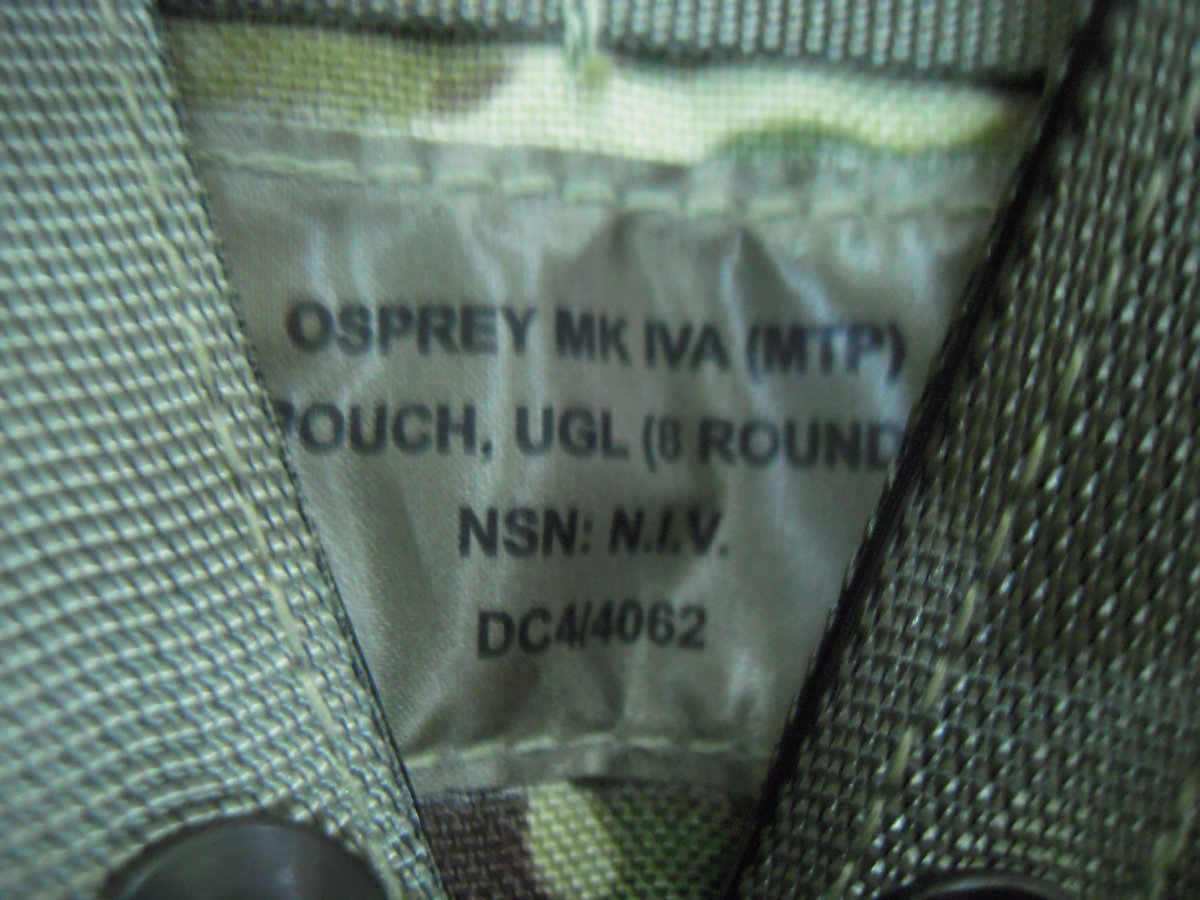 OSPREY MK IVA (MTP)
POUCH, UGL (8 ROUND
NSN: N.I.V.
DC4/4062